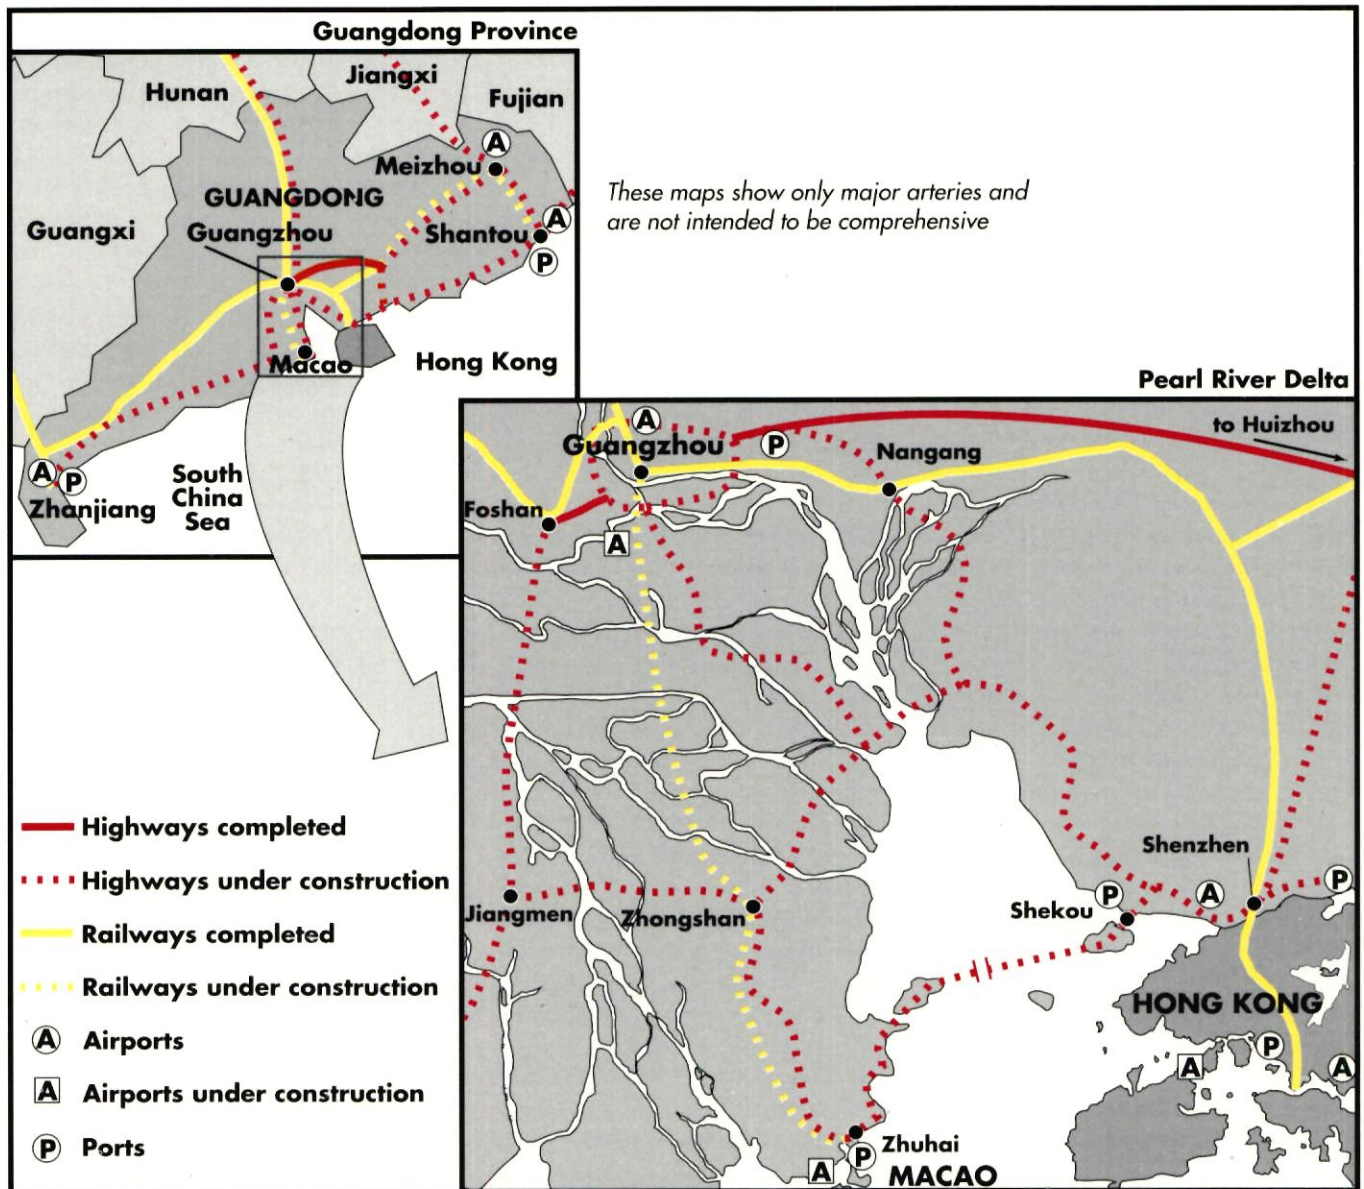 Guangdong Province
Hunan
Jiangxi
Fujian
A
Meizhou
GUANGDONG
Guangxi
Guangzhou
Shantou
A
P
Macao
Hong Kong
A
P
Zhanjiang
South
China
Sea
These maps show only major arteries and
are not intended to be comprehensive
Pearl River Delta
A
Guangzhou
P
to Huizhou
Nangang
Foshan
A
Shenzhen
Jiangmen
Zhongshan
Shekou
P
A
P
HONG KONG
P
A
A
Zhuhai
P
A
MACAO
Highways completed
Highways under construction
Railways completed
Railways under construction
A Airports
A Airports under construction
P Ports